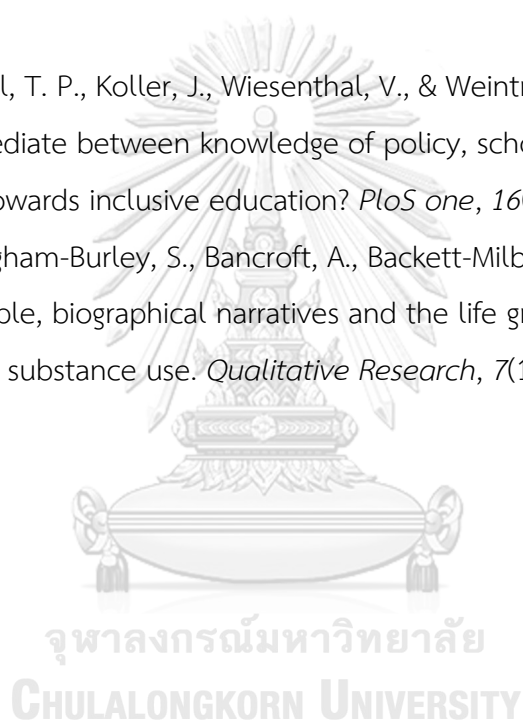 l, T. P., Koller, J., Wiesenthal, V., & Weintr
ediate between knowledge of policy, scho
owards inclusive education? PloS one, 16
gham-Burley, S., Bancroft, A., Backett-Milb
ple, biographical narratives and the life gr
substance use. Qualitative Research, 7(1
จุฬาลงกรณ์มหาวิทยาลัย
CHULALONGKORN UNIVERSITY